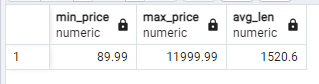 min_price max_price avg_len
numeric numeric numeric
1 89.99 11999.99 1520.6